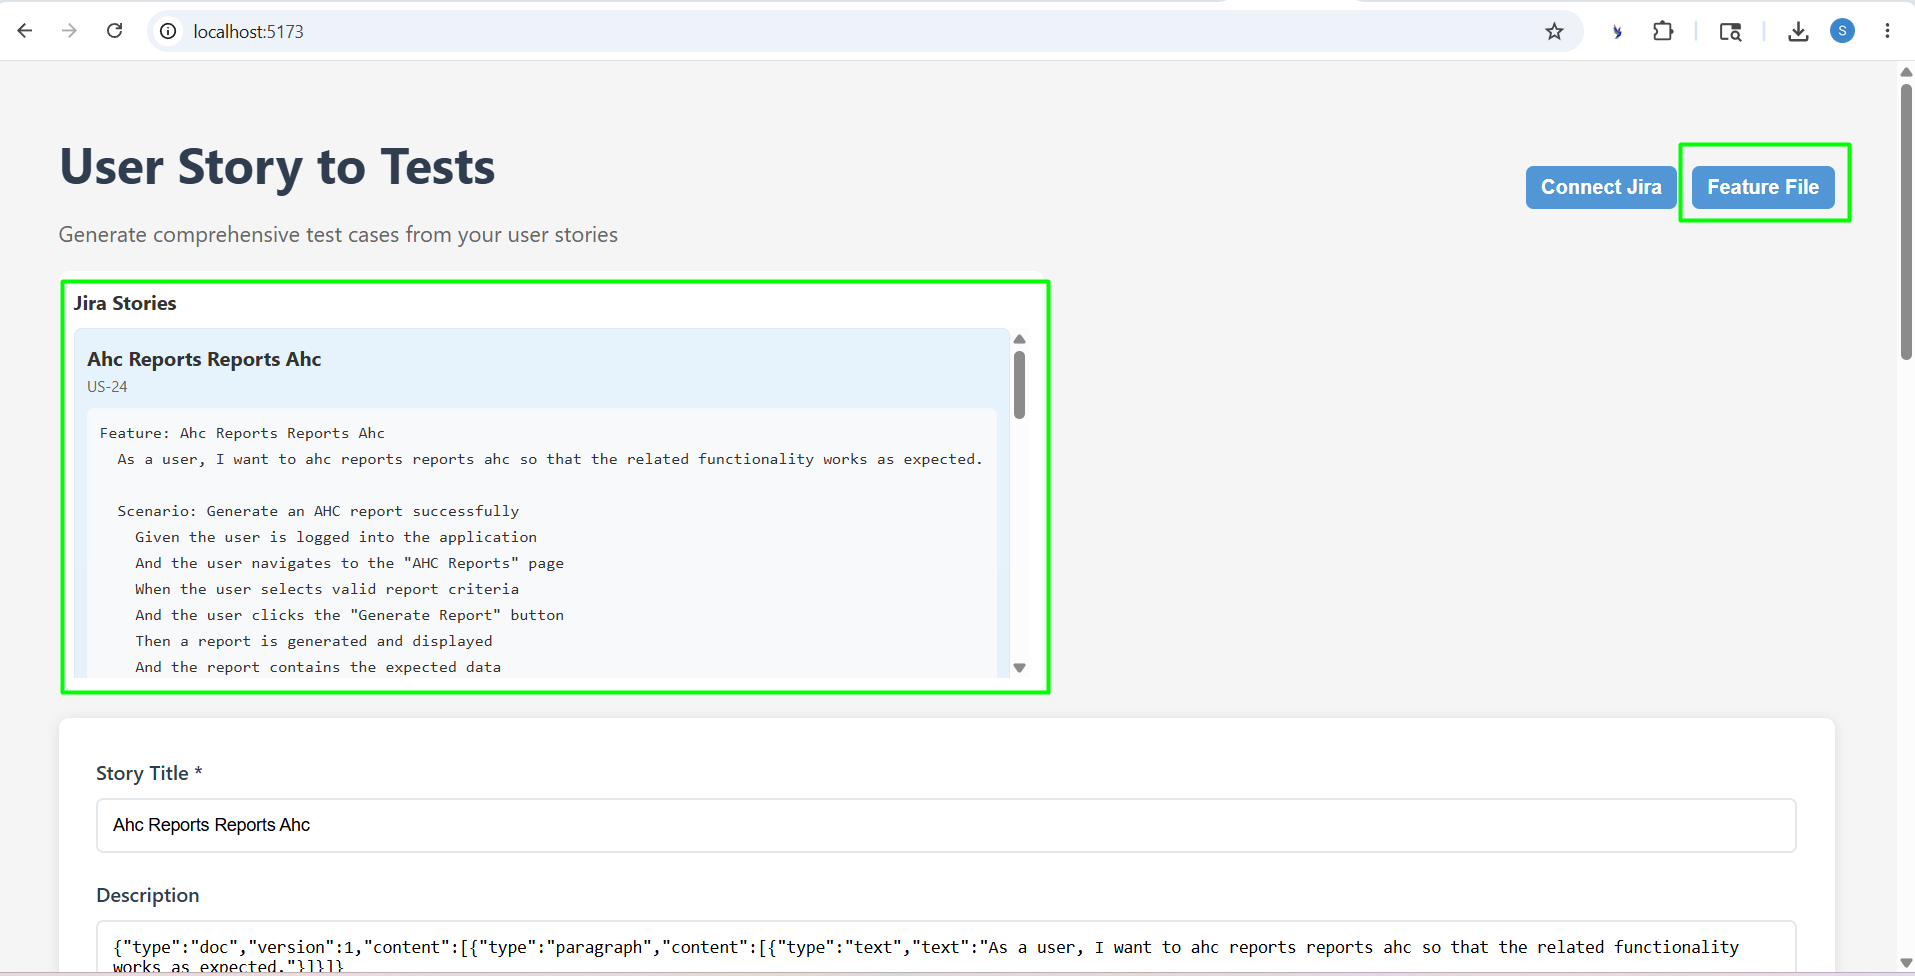 localhost:5173
S
User Story to Tests
Connect Jira
Feature File
Generate comprehensive test cases from your user stories
Jira Stories
Ahc Reports Reports Ahc
US-24
Feature: Ahc Reports Reports Ahc
As a user, I want to ahc reports reports ahc so that the related functionality works as expected.
Scenario: Generate an AHC report successfully
Given the user is logged into the application
And the user navigates to the "AHC Reports" page
When the user selects valid report criteria
And the user clicks the "Generate Report" button
Then a report is generated and displayed
And the report contains the expected data
Story Title *
Ahc Reports Reports Ahc
Description
{"type":"doc","version":1,"content":[{"type":"paragraph","content":[{"type":"text","text":"As a user, I want to ahc reports reports ahc so that the related functionality
works as expected."}]}]}